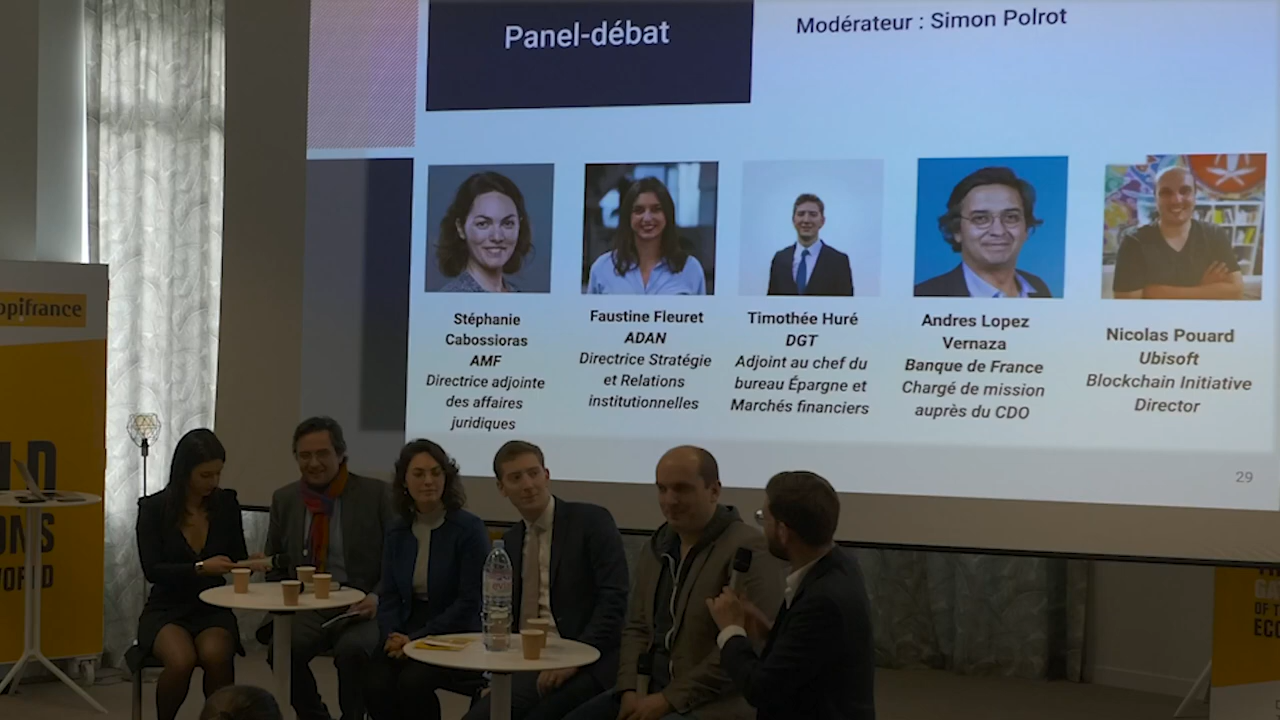 Panel-débat
Modérateur : Simon Polrot
Stéphanie
Cabossioras
AMF
Directrice adjointe
des affaires
juridiques
Faustine Fleuret
ADAN
Directrice Stratégie
et Relations
institutionnelles
Timothée Huré
DGT
Adjoint au chef du
bureau Épargne et
Marchés financiers
Andres Lopez
Vernaza
Banque de France
Chargé de mission
auprès du CDO
Nicolas Pouard
Ubisoft
Blockchain Initiative
Director
29
opifrance